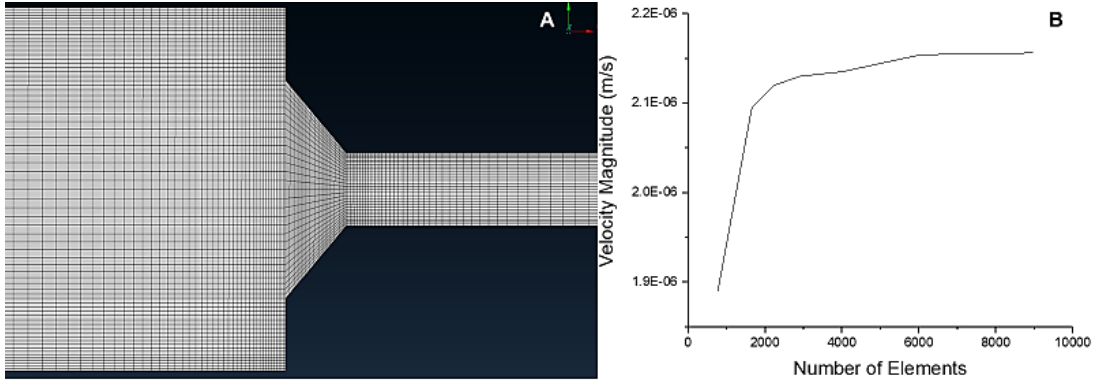 A
B
Velocity Magnitude (m/s)
2.2E-06
2.1E-06
2.0E-06
1.9E-06
0
2000
4000
6000
8000
10000
Number of Elements